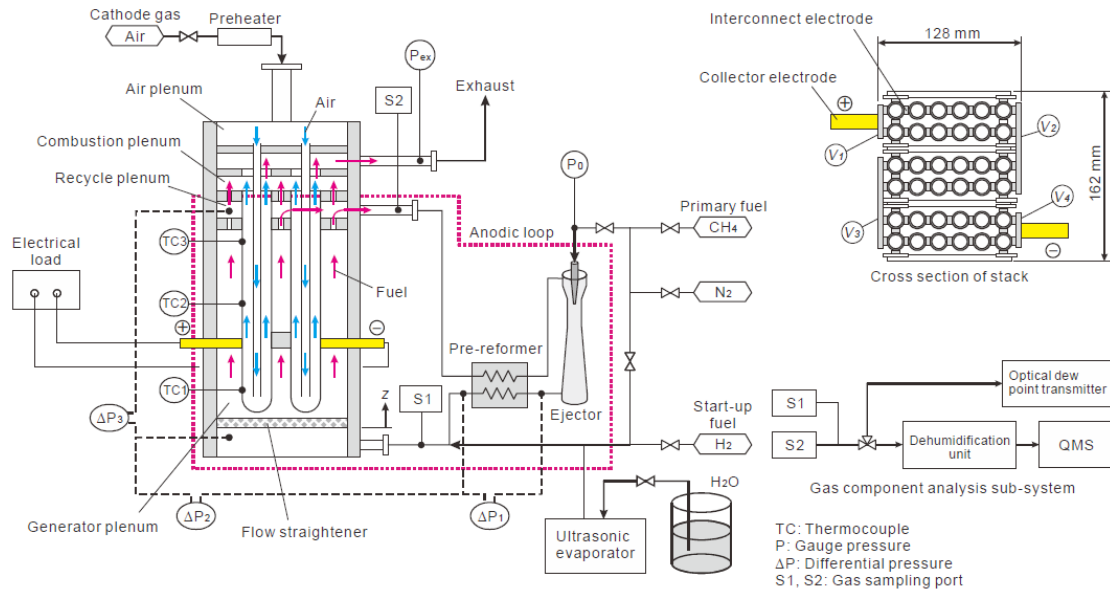 Cathode gas
Air
Preheater
Air plenum
Air
Combustion plenum
Recycle plenum
Pex
S2
Exhaust
P0
Primary fuel
CH4
N2
Anodic loop
TC3
Electrical
load
Fuel
TC2
+
−
Pre-reformer
TC1
S1
z
Ejector
Start-up
fuel
H2
ΔP3
Generator plenum
ΔP2
Flow straightener
ΔP1
Ultrasonic
evaporator
H2O
Interconnect electrode
128 mm
Collector electrode
+
V1
V2
162 mm
V3
V4
−
Cross section of stack
Optical dew
point transmitter
S1
S2
Dehumidification
unit
QMS
Gas component analysis sub-system
TC: Thermocouple
P: Gauge pressure
ΔP: Differential pressure
S1, S2: Gas sampling port